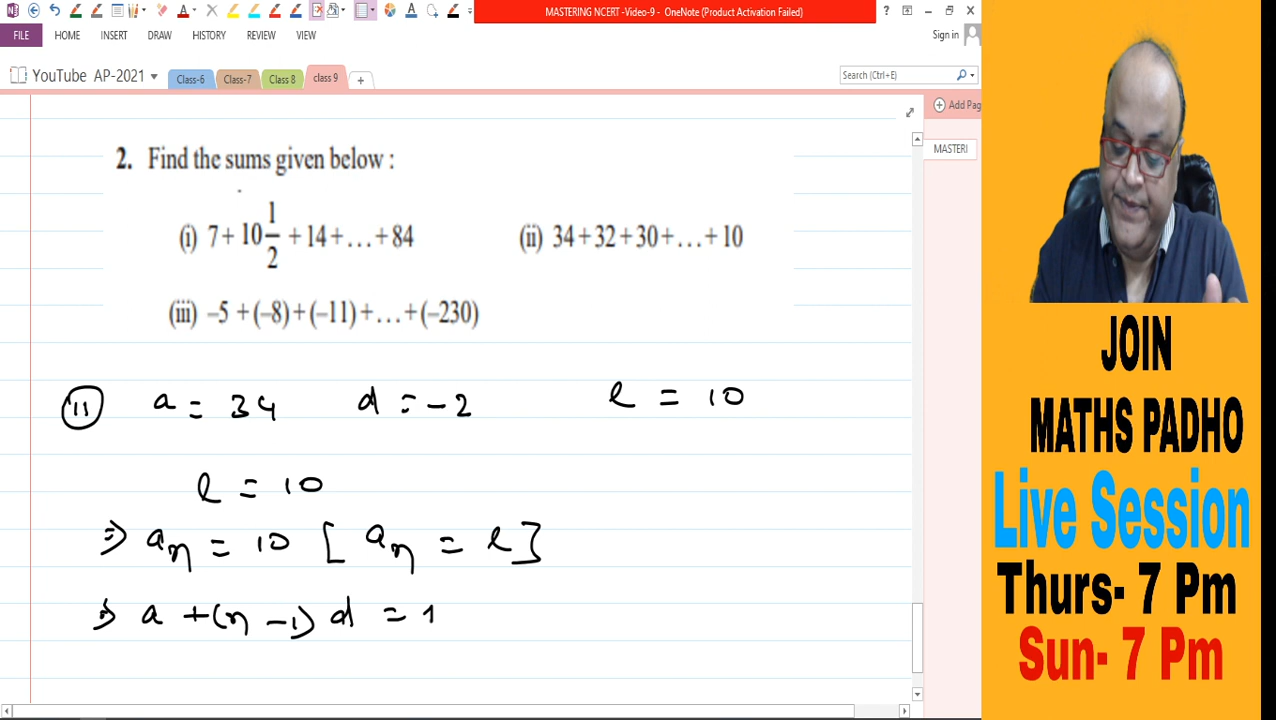 MASTERING NCERT -Video-9 - OneNote (Product Activation Failed)
FILE HOME INSERT DRAW HISTORY REVIEW VIEW Sign in
YouTube AP-2021 Class-6 Class-7 Class 8 class 9 Search (Ctrl+E)
Add Pag
MASTERI
2. Find the sums given below :
(i) 7 + 10 1/2 + 14 + … + 84 (ii) 34 + 32 + 30 + … + 10
(iii) –5 + (–8) + (–11) + … + (–230)
(11) a = 34 d = -2 l = 10
l = 10
⇒ an = 10 [ an = l ]
⇒ a + (n - 1) d = 1
JOIN
MATHS PADHO
Live Session
Thurs- 7 Pm
Sun- 7 Pm